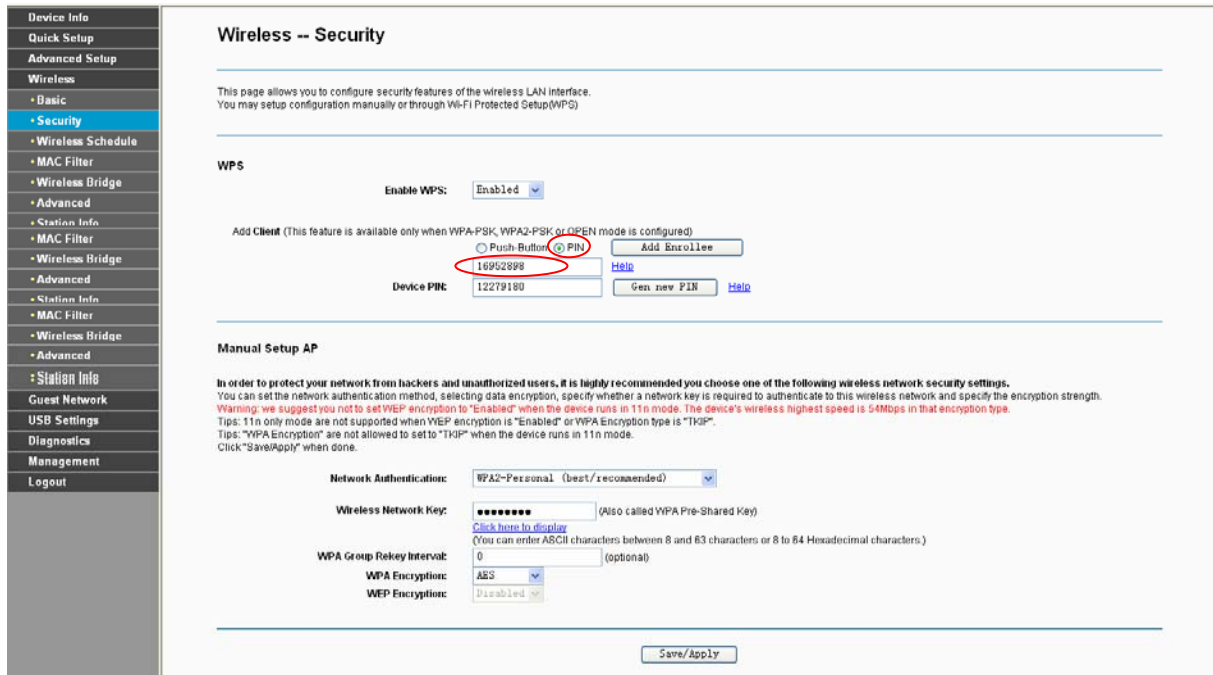 Device Info
Quick Setup
Advanced Setup
Wireless
• Basic
• Security
• Wireless Schedule
• MAC Filter
• Wireless Bridge
• Advanced
• Station Info
• MAC Filter
• Wireless Bridge
• Advanced
• Station Info
• MAC Filter
• Wireless Bridge
• Advanced
• Station Info
Guest Network
USB Settings
Diagnostics
Management
Logout
Wireless -- Security
This page allows you to configure security features of the wireless LAN interface.
You may setup configuration manually or through Wi-Fi Protected Setup(WPS)
WPS
Enable WPS: Enabled
Add Client (This feature is available only when WPA-PSK, WPA2-PSK or OPEN mode is configured)
Push-Button PIN Add Enrollee
16952898 Help
Device PIN: 12279180 Gen new PIN Help
Manual Setup AP
In order to protect your network from hackers and unauthorized users, it is highly recommended you choose one of the following wireless network security settings.
You can set the network authentication method, selecting data encryption, specify whether a network key is required to authenticate to this wireless network and specify the encryption strength.
Warning: we suggest you not to set WEP encryption to "Enabled" when the device runs in 11n mode. The device's wireless highest speed is 54Mbps in that encryption type.
Tips: 11n only mode are not supported when WEP encryption is "Enabled" or WPA Encryption type is "TKIP".
Tips: "WPA Encryption" are not allowed to set to "TKIP" when the device runs in 11n mode.
Click "Save/Apply" when done.
Network Authentication: WPA2-Personal (best/recommended)
Wireless Network Key: •••••••• (Also called WPA Pre-Shared Key)
Click here to display
(You can enter ASCII characters between 8 and 63 characters or 8 to 64 Hexadecimal characters.)
WPA Group Rekey Interval: 0 (optional)
WPA Encryption: AES
WEP Encryption: Disabled
Save/Apply